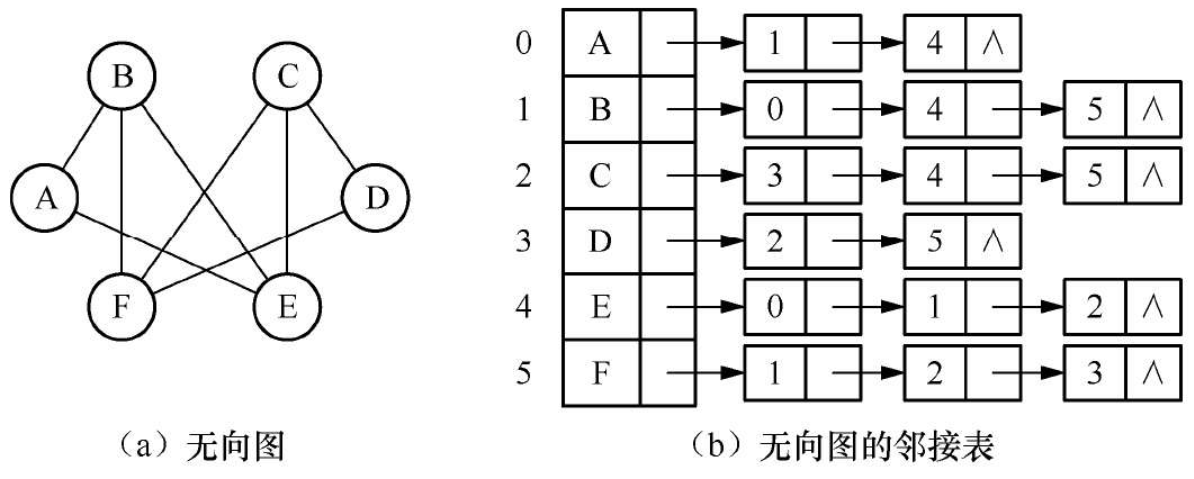 B C
A D
F E
(a)无向图
0 A 1 4 ∧
1 B 0 4 5 ∧
2 C 3 4 5 ∧
3 D 2 5 ∧
4 E 0 1 2 ∧
5 F 1 2 3 ∧
(b)无向图的邻接表